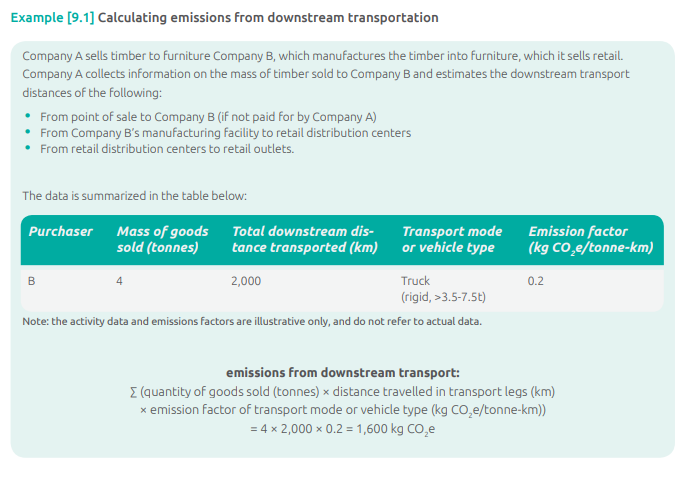 Example [9.1] Calculating emissions from downstream transportation
Company A sells timber to furniture Company B, which manufactures the timber into furniture, which it sells retail.
Company A collects information on the mass of timber sold to Company B and estimates the downstream transport
distances of the following:
• From point of sale to Company B (if not paid for by Company A)
• From Company B's manufacturing facility to retail distribution centers
• From retail distribution centers to retail outlets.
The data is summarized in the table below:
Purchaser Mass of goods Total downstream dis- Transport mode Emission factor
sold (tonnes) tance transported (km) or vehicle type (kg CO₂e/tonne-km)
B 4 2,000 Truck 0.2
(rigid, >3.5-7.5t)
Note: the activity data and emissions factors are illustrative only, and do not refer to actual data.
emissions from downstream transport:
∑ (quantity of goods sold (tonnes) × distance travelled in transport legs (km)
× emission factor of transport mode or vehicle type (kg CO₂e/tonne-km))
= 4 × 2,000 × 0.2 = 1,600 kg CO₂e